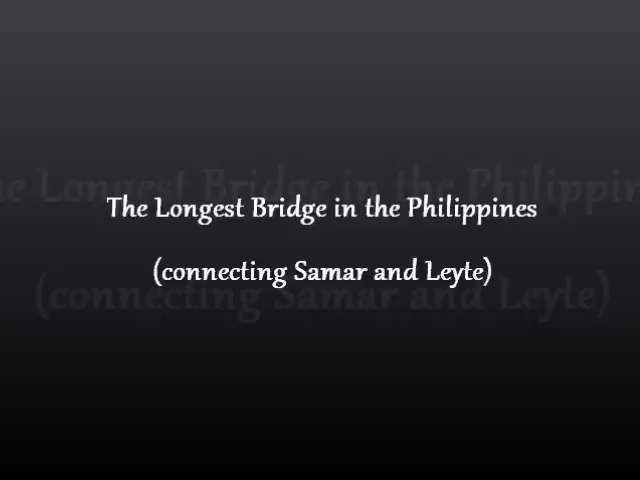 The Longest Bridge in the Philippines
(connecting Samar and Leyte)